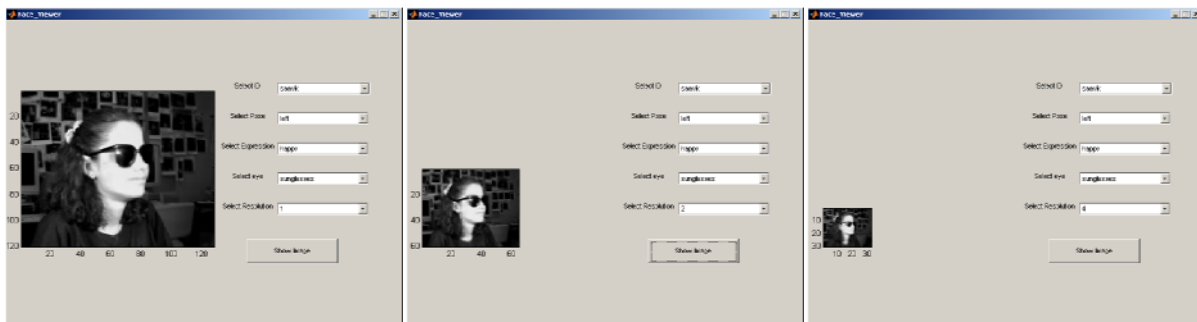 Face_Viewer
Select ID
saavik
Select Pose
left
Select Expression
happy
Select eye
sunglasses
Select Resolution
1
Show Image
20
40
60
80
100
120
20 40 60 80 100 120
Face_Viewer
Select ID
saavik
Select Pose
left
Select Expression
happy
Select eye
sunglasses
Select Resolution
2
Show Image
20
40
60
20 40 60
Face_Viewer
Select ID
saavik
Select Pose
left
Select Expression
happy
Select eye
sunglasses
Select Resolution
4
Show Image
10
20
30
10 20 30